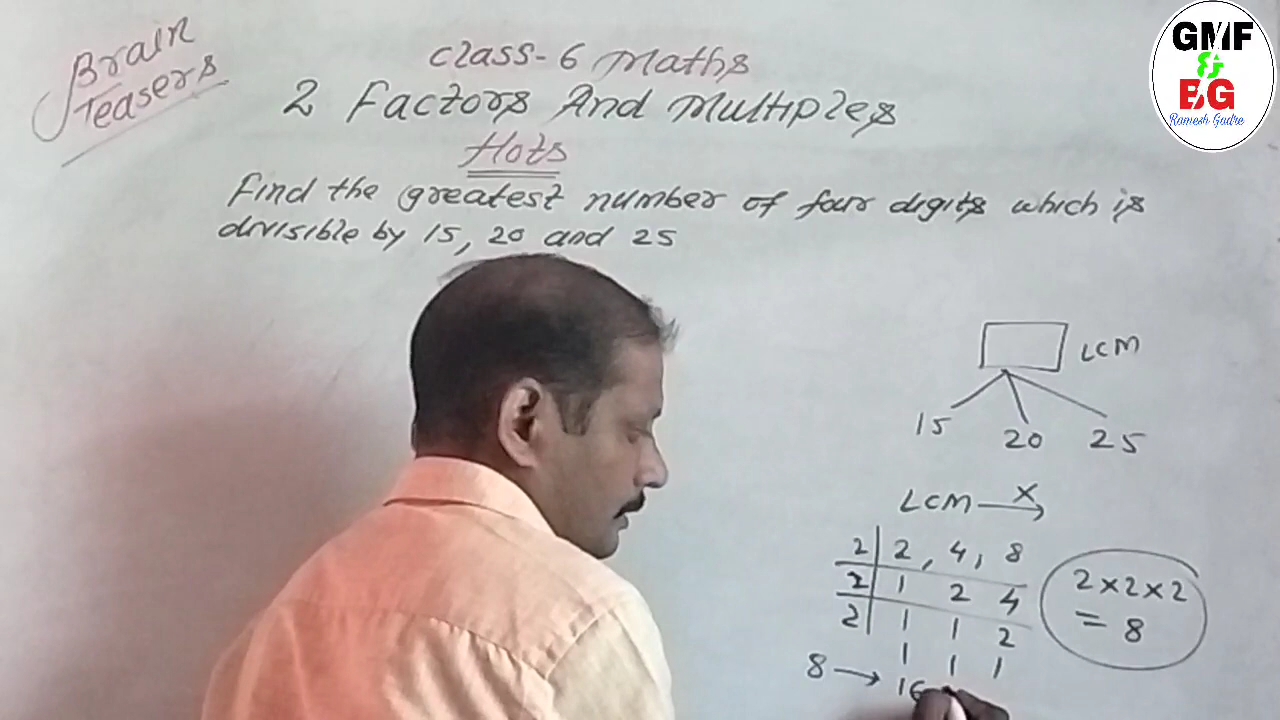 Brain
Teasers
Class-6 Maths
2 Factors And Multiples
Hots
Find the greatest number of four digits which is
divisible by 15, 20 and 25
LCM
15 20 25
LCM X
2 2, 4, 8
2 1 2 4
2 1 1 2
1 1 1
8 → 16
2×2×2
= 8
GMF
&
BG
Ramesh Gadre